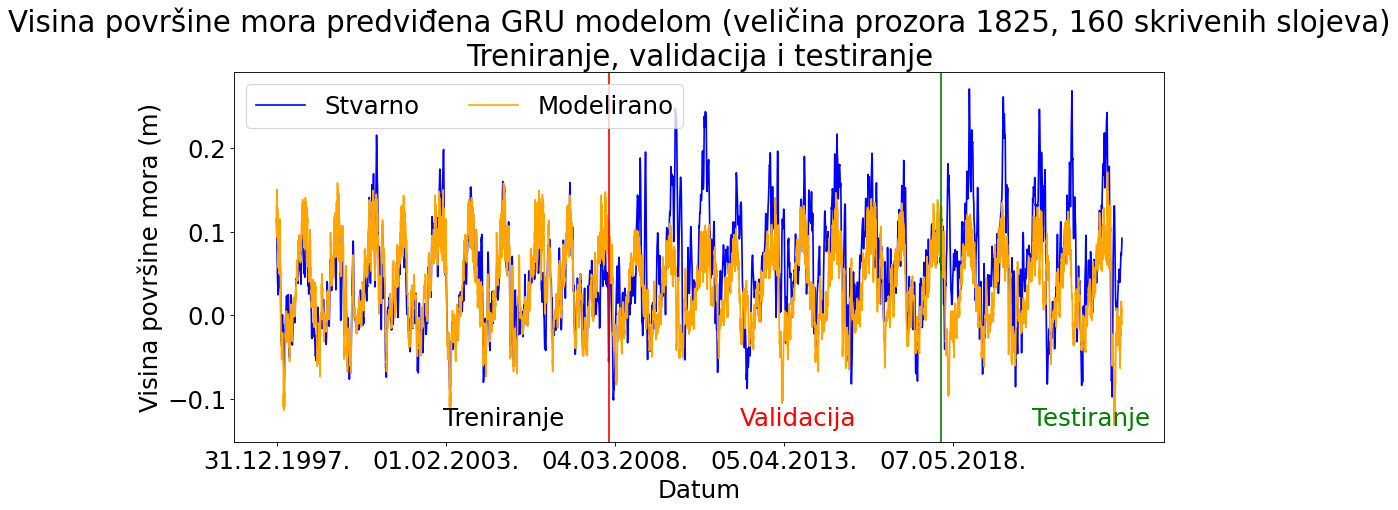 Visina površine mora predviđena GRU modelom (veličina prozora 1825, 160 skrivenih slojeva)
Treniranje, validacija i testiranje
Stvarno
Modelirano
Visina površine mora (m)
0.2
0.1
0.0
−0.1
Treniranje
Validacija
Testiranje
31.12.1997.
01.02.2003.
04.03.2008.
05.04.2013.
07.05.2018.
Datum